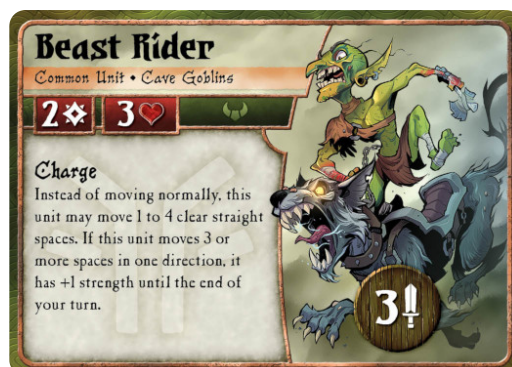 Beast Rider
Common Unit • Cave Goblins
2 3
Charge
Instead of moving normally, this
unit may move 1 to 4 clear straight
spaces. If this unit moves 3 or
more spaces in one direction, it
has +1 strength until the end of
your turn.
3